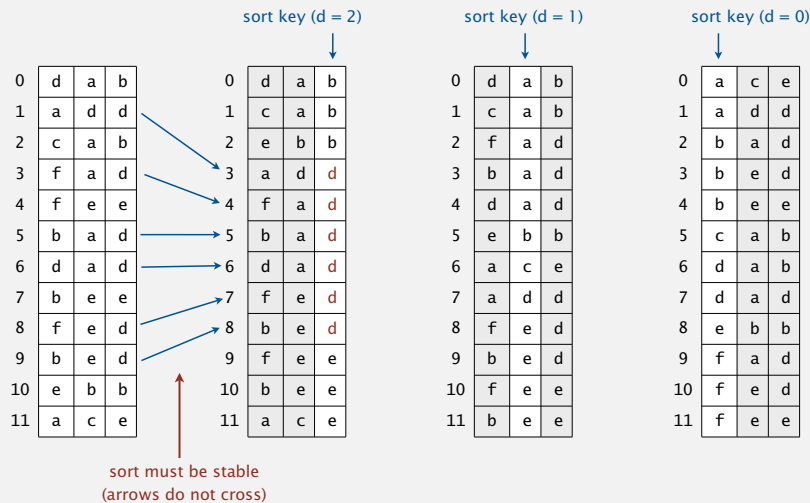 sort key (d = 2) sort key (d = 1) sort key (d = 0)
0 d a b 0 d a b 0 d a b 0 a c e
1 a d d 1 c a b 1 c a b 1 a d d
2 c a b 2 e b b 2 f a d 2 b a d
3 f a d 3 a d d 3 b a d 3 b e d
4 f e e 4 f a d 4 d a d 4 b e e
5 b a d 5 b a d 5 e b b 5 c a b
6 d a d 6 d a d 6 a c e 6 d a b
7 b e e 7 f e d 7 a d d 7 d a d
8 f e d 8 b e d 8 f e d 8 e b b
9 b e d 9 f e e 9 b e d 9 f a d
10 e b b 10 b e e 10 f e e 10 f e d
11 a c e 11 a c e 11 b e e 11 f e e
sort must be stable
(arrows do not cross)